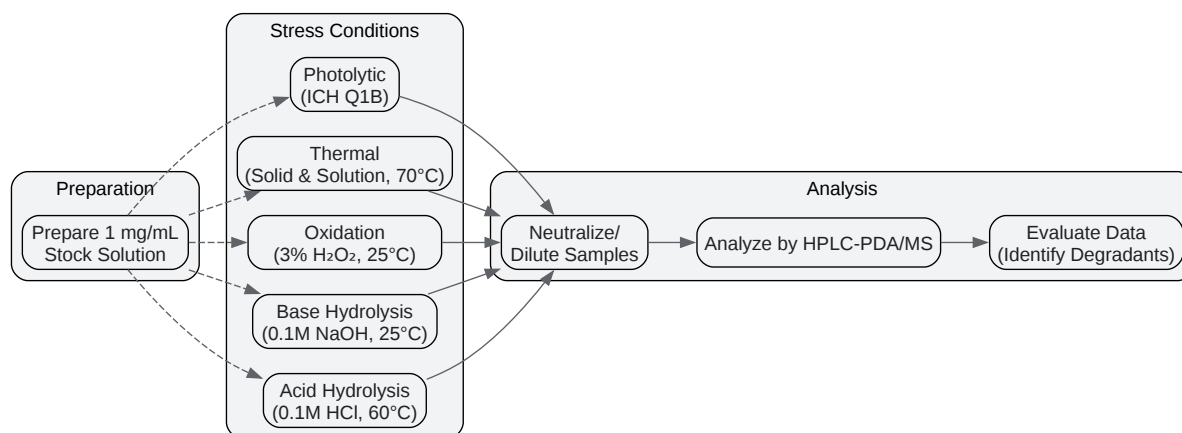 Preparation
Prepare 1 mg/mL
Stock Solution
Stress Conditions
Photolytic
(ICH Q1B)
Thermal
(Solid & Solution, 70°C)
Oxidation
(3% H₂O₂, 25°C)
Base Hydrolysis
(0.1M NaOH, 25°C)
Acid Hydrolysis
(0.1M HCl, 60°C)
Analysis
Neutralize/
Dilute Samples
Analyze by HPLC-PDA/MS
Evaluate Data
(Identify Degradants)